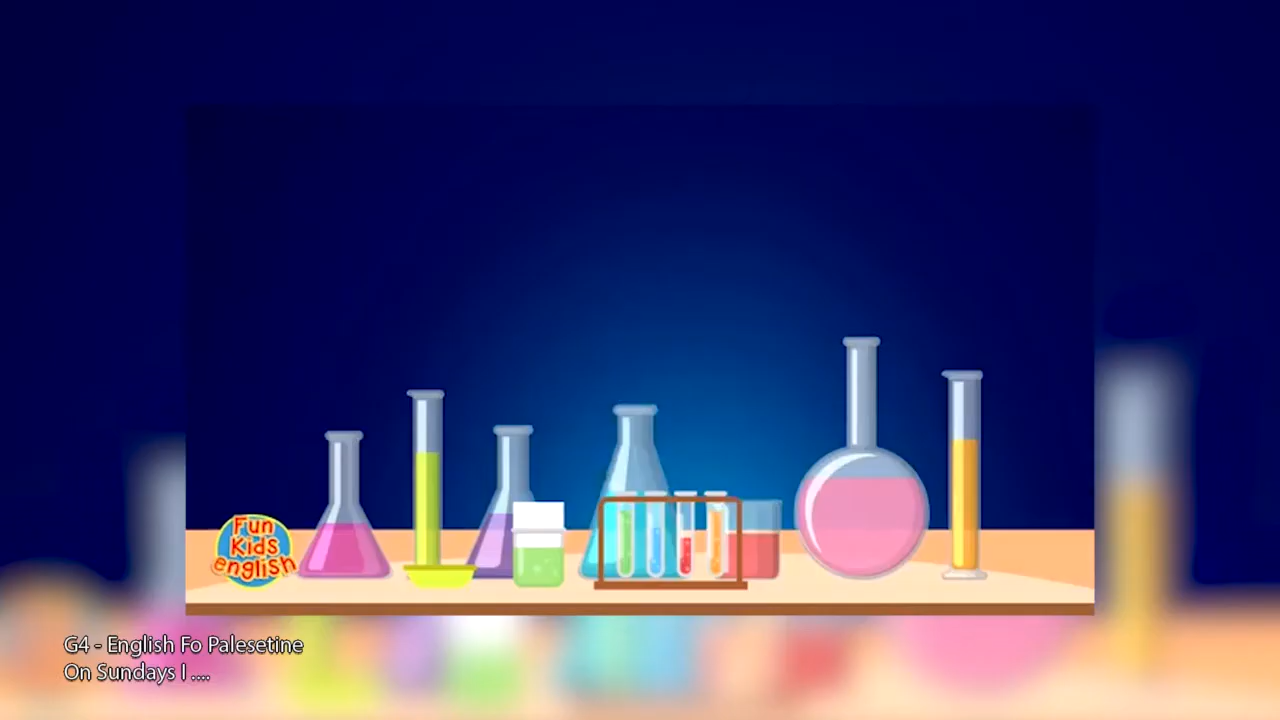 Fun
Kids
english
G4 - English Fo Palesetine
On Sundays I ....